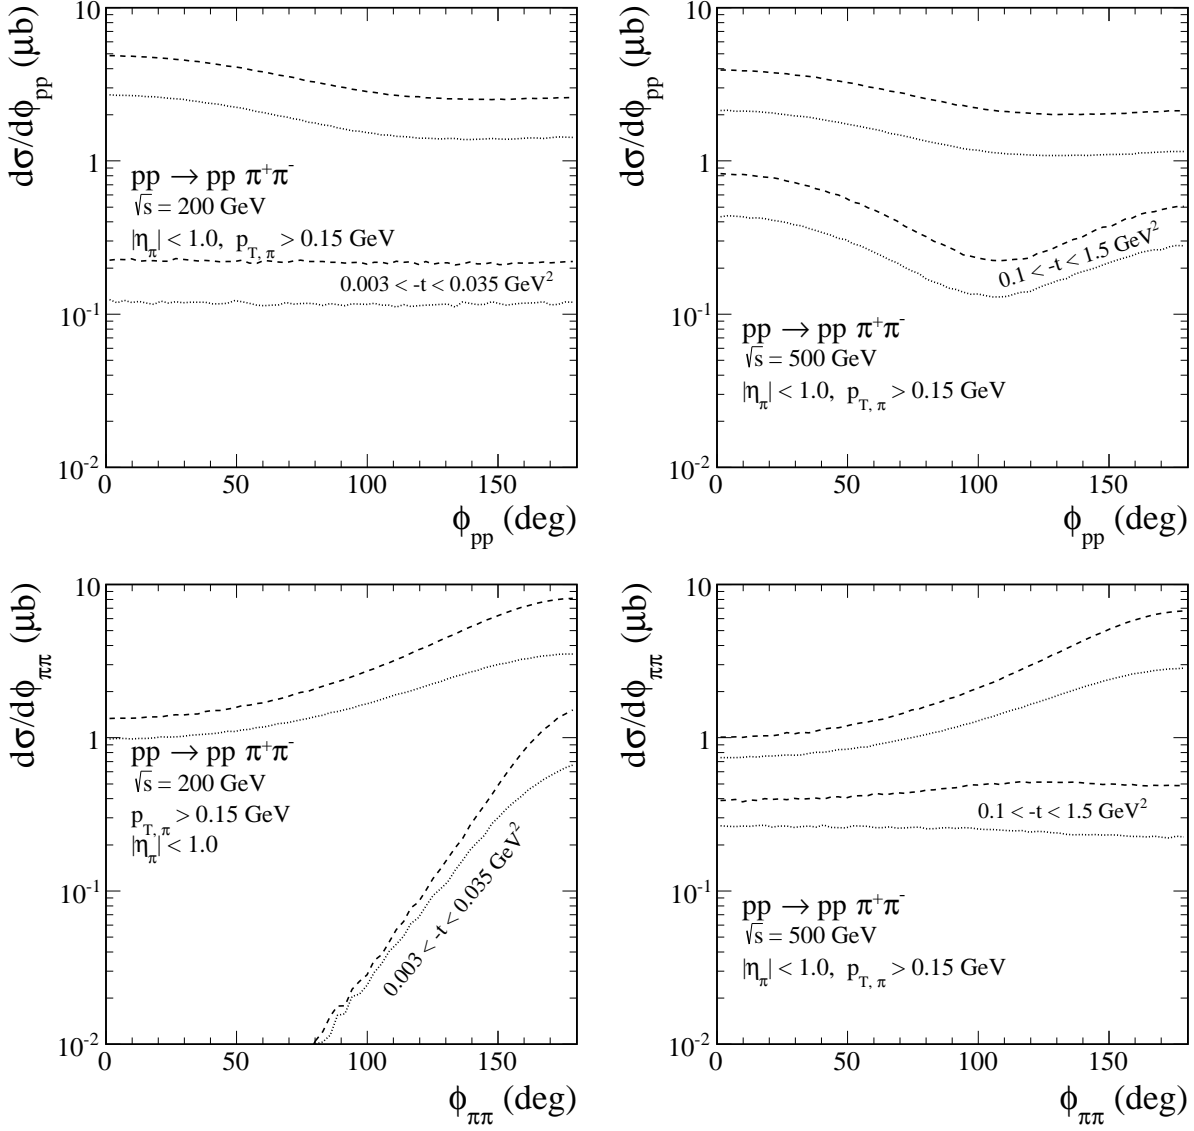 dσ/dφ_pp (μb)
10
1
10^-1
10^-2
pp → pp π⁺π⁻
√s = 200 GeV
|η_π| < 1.0, p_T, π > 0.15 GeV
0.003 < -t < 0.035 GeV²
0 50 100 150
φ_pp (deg)
dσ/dφ_pp (μb)
10
1
10^-1
10^-2
0.1 < -t < 1.5 GeV²
pp → pp π⁺π⁻
√s = 500 GeV
|η_π| < 1.0, p_T, π > 0.15 GeV
0 50 100 150
φ_pp (deg)
dσ/dφ_ππ (μb)
10
1
10^-1
10^-2
pp → pp π⁺π⁻
√s = 200 GeV
p_T, π > 0.15 GeV
|η_π| < 1.0
0.003 < -t < 0.035 GeV²
0 50 100 150
φ_ππ (deg)
dσ/dφ_ππ (μb)
10
1
10^-1
10^-2
0.1 < -t < 1.5 GeV²
pp → pp π⁺π⁻
√s = 500 GeV
|η_π| < 1.0, p_T, π > 0.15 GeV
0 50 100 150
φ_ππ (deg)